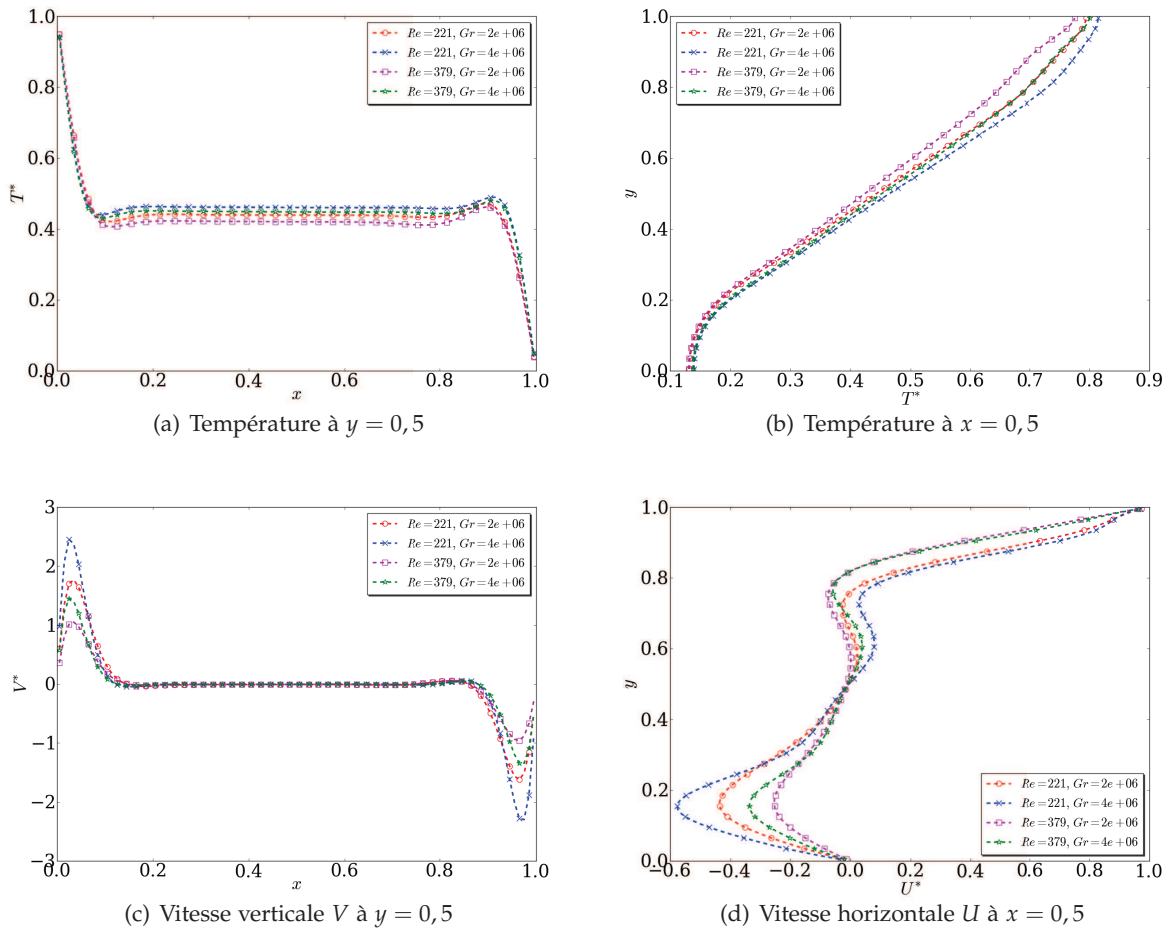 1.0
0.8
0.6
0.4
0.2
0.0
T*
0.0 0.2 0.4 0.6 0.8 1.0
x
Re=221, Gr=2e+06
Re=221, Gr=4e+06
Re=379, Gr=2e+06
Re=379, Gr=4e+06
(a) Température à y = 0, 5
1.0
0.8
0.6
0.4
0.2
0.0
y
0.1 0.2 0.3 0.4 0.5 0.6 0.7 0.8 0.9
T*
Re=221, Gr=2e+06
Re=221, Gr=4e+06
Re=379, Gr=2e+06
Re=379, Gr=4e+06
(b) Température à x = 0, 5
3
2
1
0
−1
−2
−3
V*
0.0 0.2 0.4 0.6 0.8 1.0
x
Re=221, Gr=2e+06
Re=221, Gr=4e+06
Re=379, Gr=2e+06
Re=379, Gr=4e+06
(c) Vitesse verticale V à y = 0, 5
1.0
0.8
0.6
0.4
0.2
0.0
y
−0.6 −0.4 −0.2 0.0 0.2 0.4 0.6 0.8 1.0
U*
Re=221, Gr=2e+06
Re=221, Gr=4e+06
Re=379, Gr=2e+06
Re=379, Gr=4e+06
(d) Vitesse horizontale U à x = 0, 5